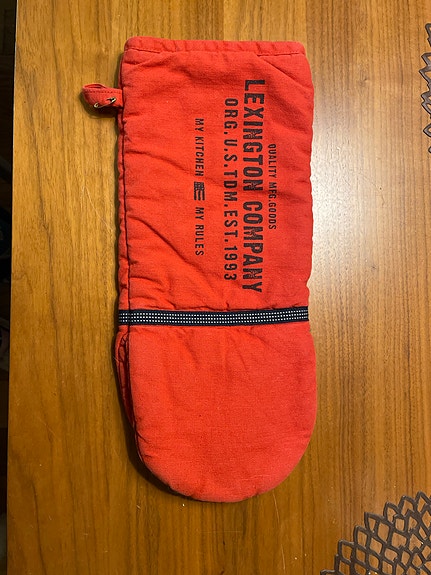 QUALITY MFG.GOODS
LEXINGTON COMPANY
ORG. U.S.TDM.EST.1993
MY KITCHEN MY RULES